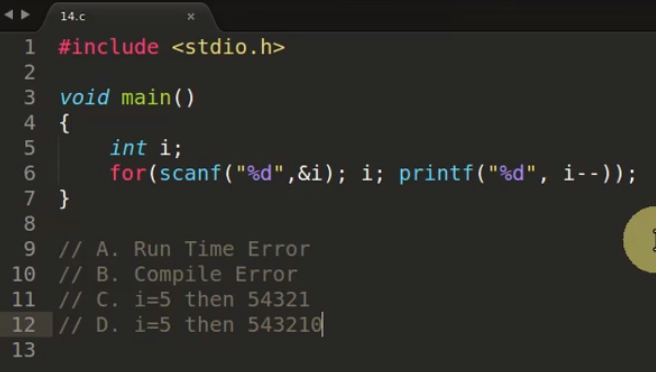 14.c ×
1 #include <stdio.h>
2
3 void main()
4 {
5     int i;
6     for(scanf("%d",&i); i; printf("%d", i--));
7 }
8
9 // A. Run Time Error
10 // B. Compile Error
11 // C. i=5 then 54321
12 // D. i=5 then 543210
13